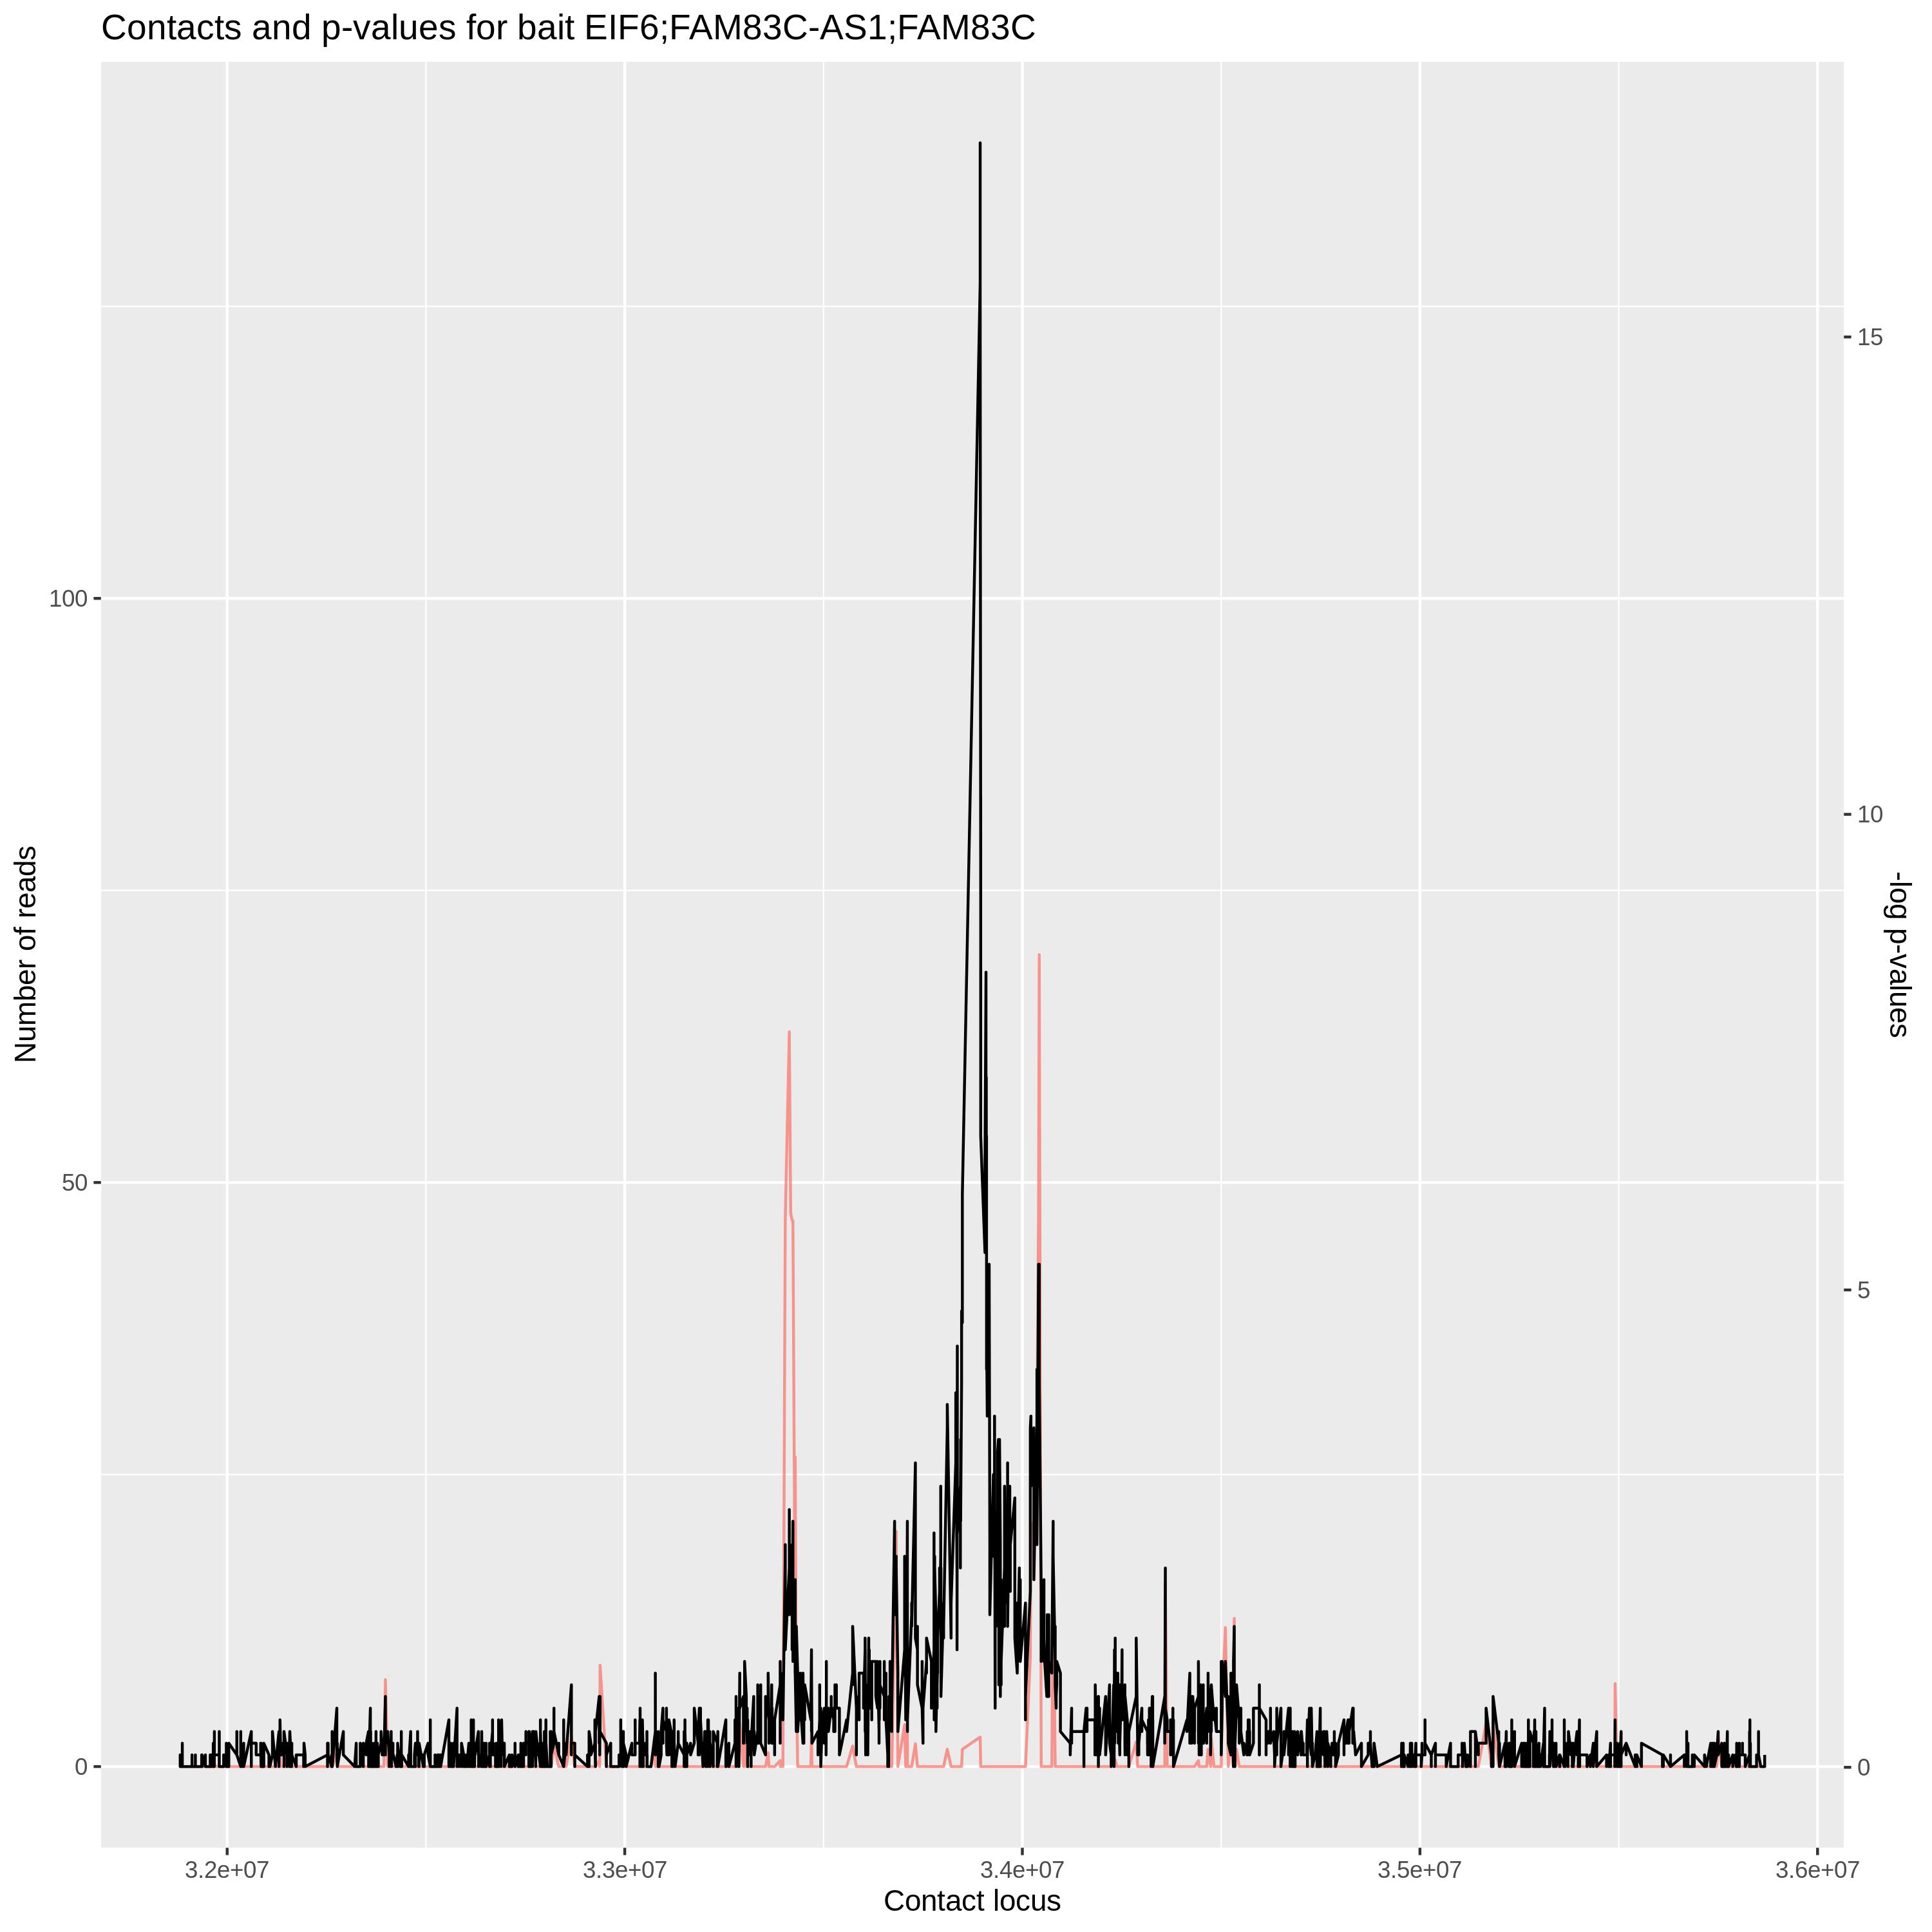 Contacts and p-values for bait EIF6;FAM83C-AS1;FAM83C
Number of reads
100
50
0
15
10
5
0
-log p-values
3.2e+07 3.3e+07 3.4e+07 3.5e+07 3.6e+07
Contact locus